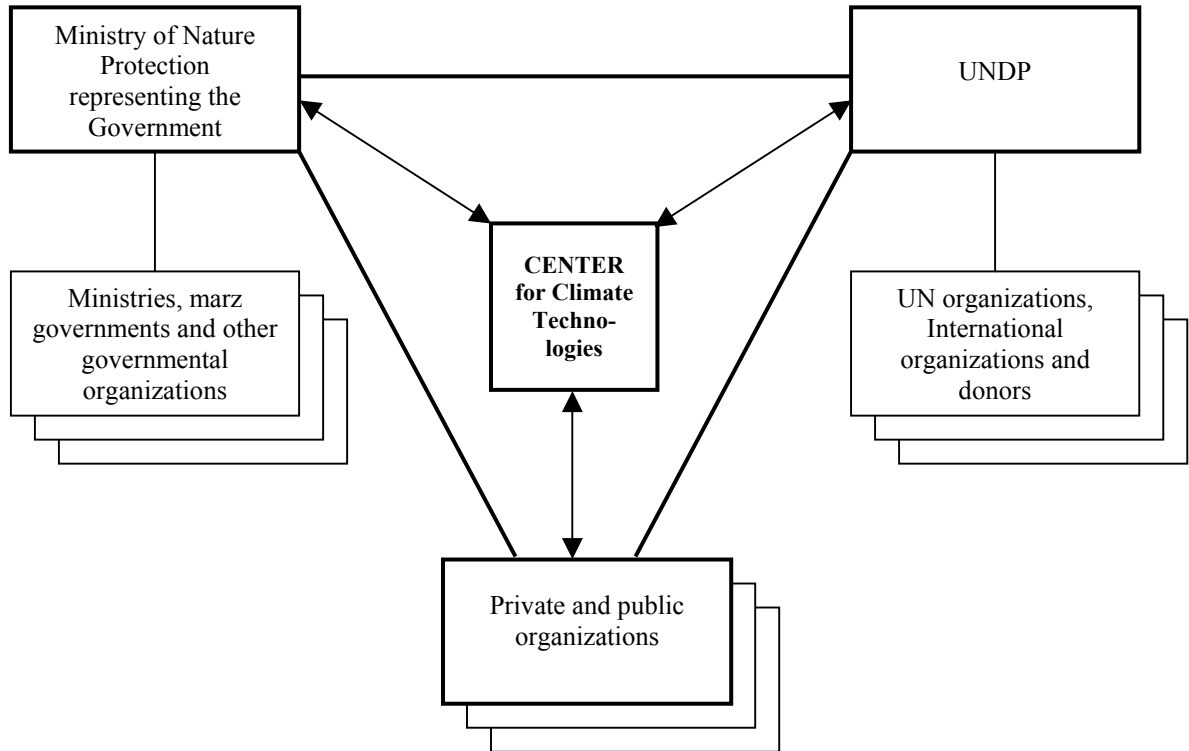 Ministry of Nature
Protection
representing the
Government
UNDP
CENTER
for Climate
Techno-
logies
Ministries, marz
governments and other
governmental
organizations
UN organizations,
International
organizations and
donors
Private and public
organizations